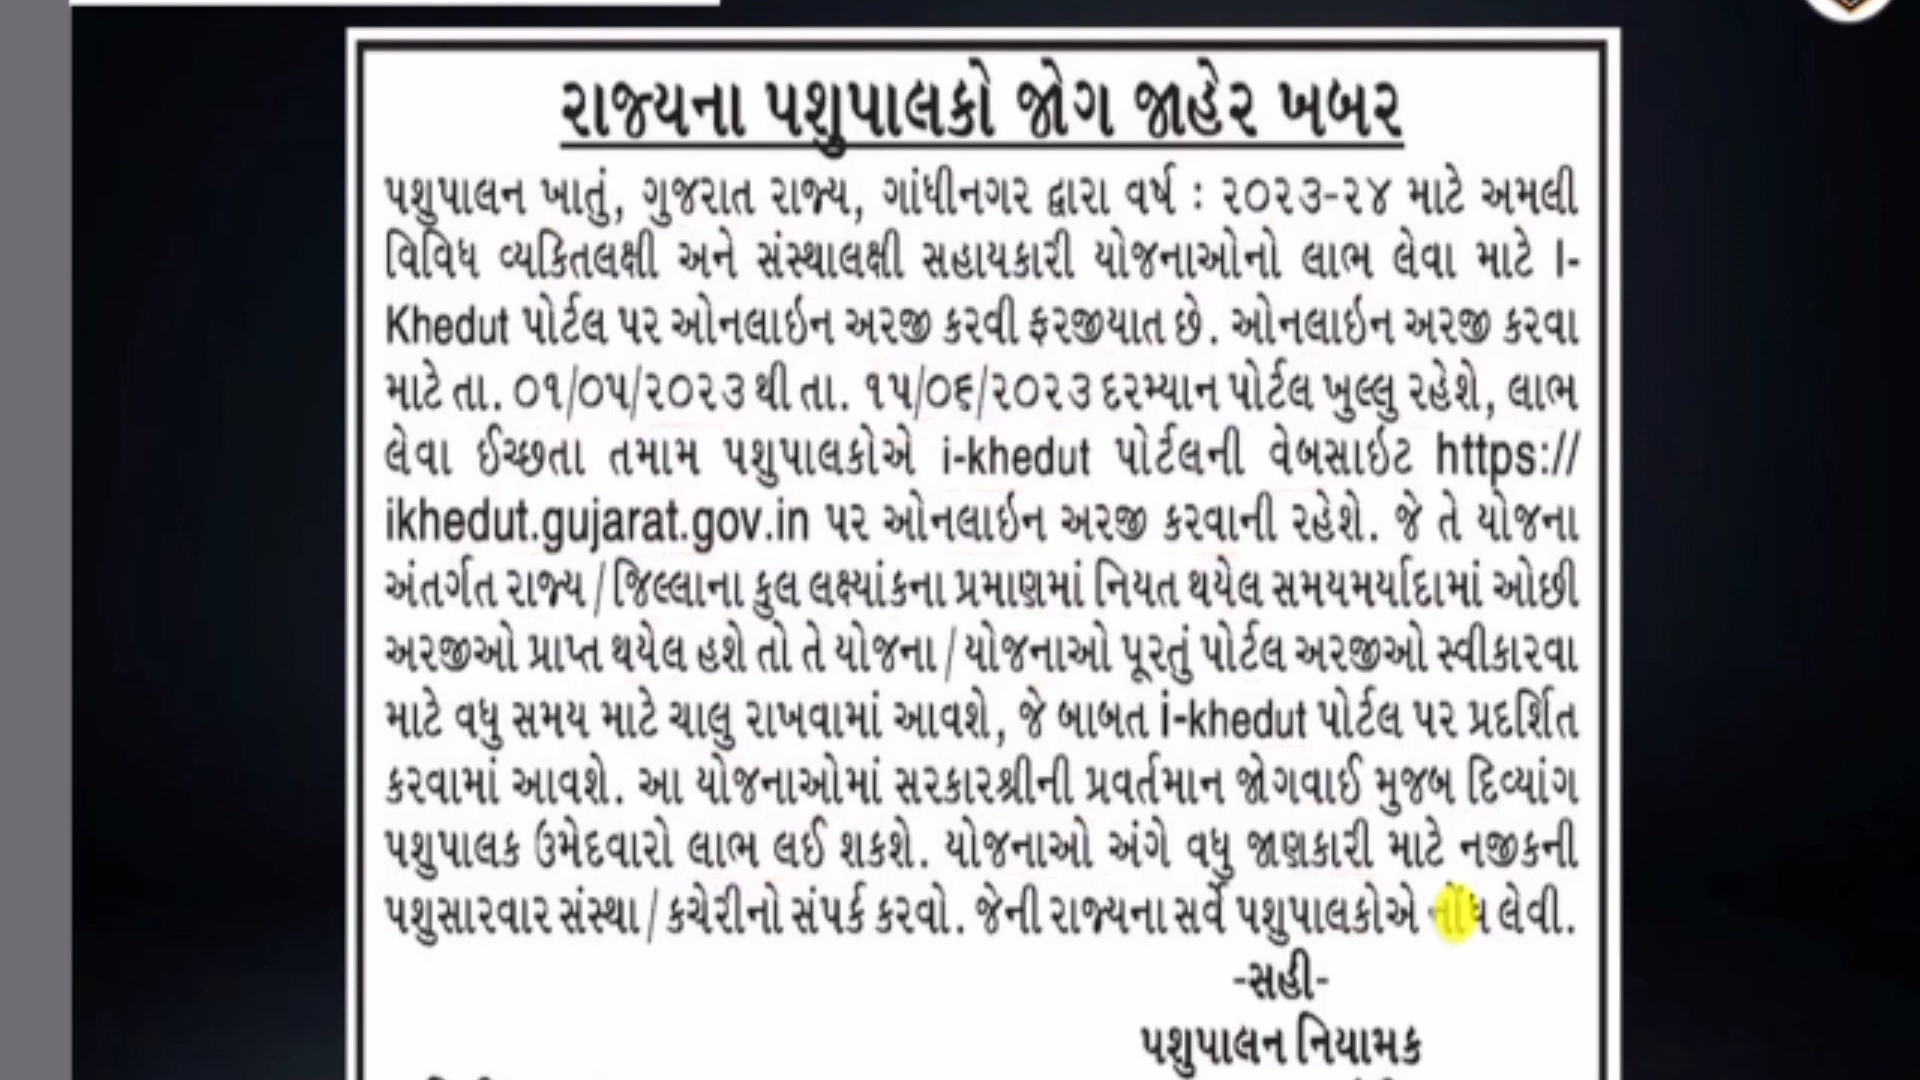 રાજ્યના પશુપાલકો જોગ જાહેર ખબર
પશુપાલન ખાતું, ગુજરાત રાજ્ય, ગાંધીનગર દ્વારા વર્ષ : ૨૦૨૩-૨૪ માટે અમલી
વિવિધ વ્યકિતલક્ષી અને સંસ્થાલક્ષી સહાયકારી યોજનાઓનો લાભ લેવા માટે I-
Khedut પોર્ટલ પર ઓનલાઇન અરજી કરવી ફરજીયાત છે. ઓનલાઇન અરજી કરવા
માટે તા. ૦૧/૦૫/૨૦૨૩ થી તા. ૧૫/૦૬/૨૦૨૩ દરમ્યાન પોર્ટલ ખુલ્લુ રહેશે, લાભ
લેવા ઈચ્છતા તમામ પશુપાલકોએ i-khedut પોર્ટલની વેબસાઇટ https://
ikhedut.gujarat.gov.in પર ઓનલાઇન અરજી કરવાની રહેશે. જે તે યોજના
અંતર્ગત રાજ્ય / જિલ્લાના કુલ લક્ષ્યાંકના પ્રમાણમાં નિયત થયેલ સમયમર્યાદામાં ઓછી
અરજીઓ પ્રાપ્ત થયેલ હશે તો તે યોજના / યોજનાઓ પૂરતું પોર્ટલ અરજીઓ સ્વીકારવા
માટે વધુ સમય માટે ચાલુ રાખવામાં આવશે, જે બાબત i-khedut પોર્ટલ પર પ્રદર્શિત
કરવામાં આવશે. આ યોજનાઓમાં સરકારશ્રીની પ્રવર્તમાન જોગવાઈ મુજબ દિવ્યાંગ
પશુપાલક ઉમેદવારો લાભ લઈ શકશે. યોજનાઓ અંગે વધુ જાણકારી માટે નજીકની
પશુસારવાર સંસ્થા / કચેરીનો સંપર્ક કરવો. જેની રાજ્યના સર્વે પશુપાલકોએ નોંધ લેવી.
-સહી-
પશુપાલન નિયામક